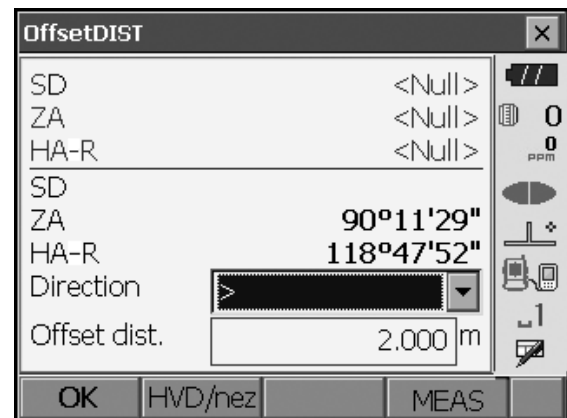 OffsetDIST ×
SD <Null>
ZA <Null>
HA-R <Null>
SD
ZA 90°11'29"
HA-R 118°47'52"
Direction >
Offset dist. 2.000 m
0
0
PPM
1
OK HVD/nez MEAS